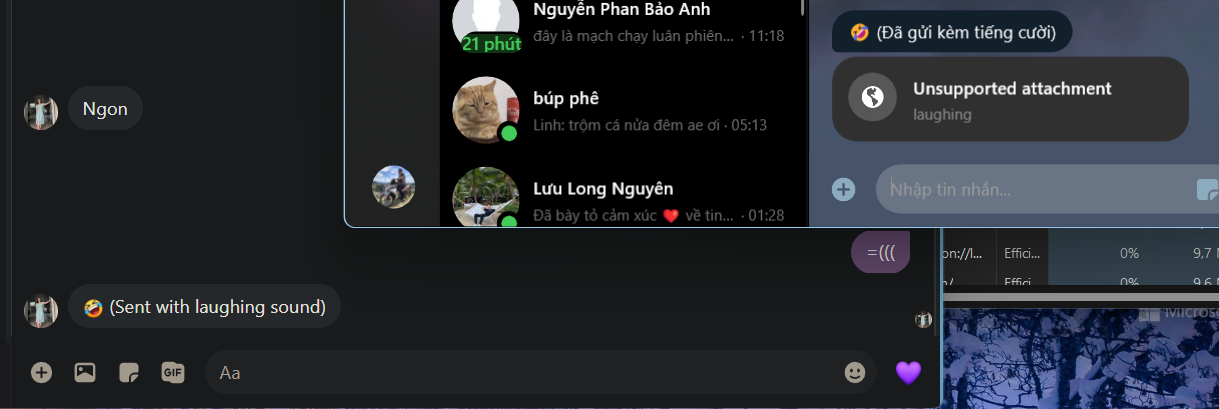 Ngon
=(((
🤣 (Sent with laughing sound)
GIF
Aa
Nguyễn Phan Bảo Anh
đây là mạch chạy luân phiên... · 11:18
21 phút
búp phê
Linh: trộm cá nửa đêm ae ơi · 05:13
Lưu Long Nguyên
Đã bày tỏ cảm xúc ❤️ về tin... · 01:28
🤣 (Đã gửi kèm tiếng cười)
Unsupported attachment
laughing
Nhập tin nhắn...
on://l... Effici... 0% 9,7
Effici... 0% 9,6
Micros